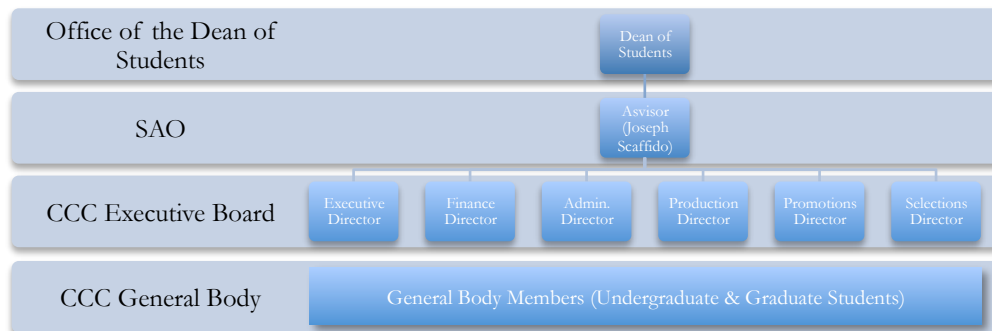 Office of the Dean of
Students
Dean of
Students
SAO
Asvisor
(Joseph
Scaffido)
CCC Executive Board
Executive
Director
Finance
Director
Admin.
Director
Production
Director
Promotions
Director
Selections
Director
CCC General Body
General Body Members (Undergraduate & Graduate Students)